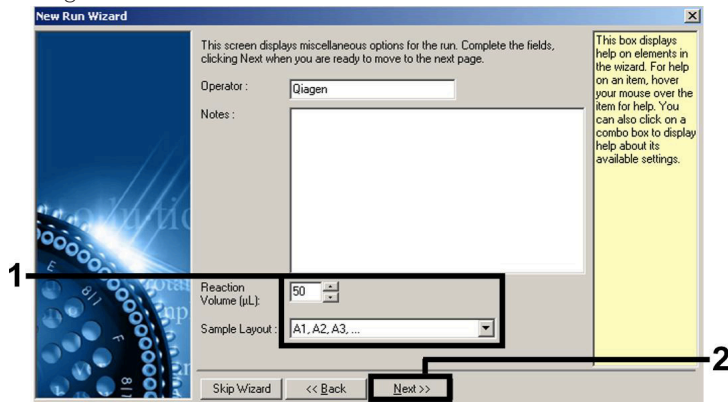 New Run Wizard
This screen displays miscellaneous options for the run. Complete the fields,
clicking Next when you are ready to move to the next page.
This box displays
help on elements in
the wizard. For help
on an item, hover
your mouse over the
item for help. You
can also click on a
combo box to display
help about its
available settings.
Operator :
Qiagen
Notes :
1
Reaction
Volume (µL):
50
Sample Layout :
A1, A2, A3, ...
2
Skip Wizard
<< Back
Next >>